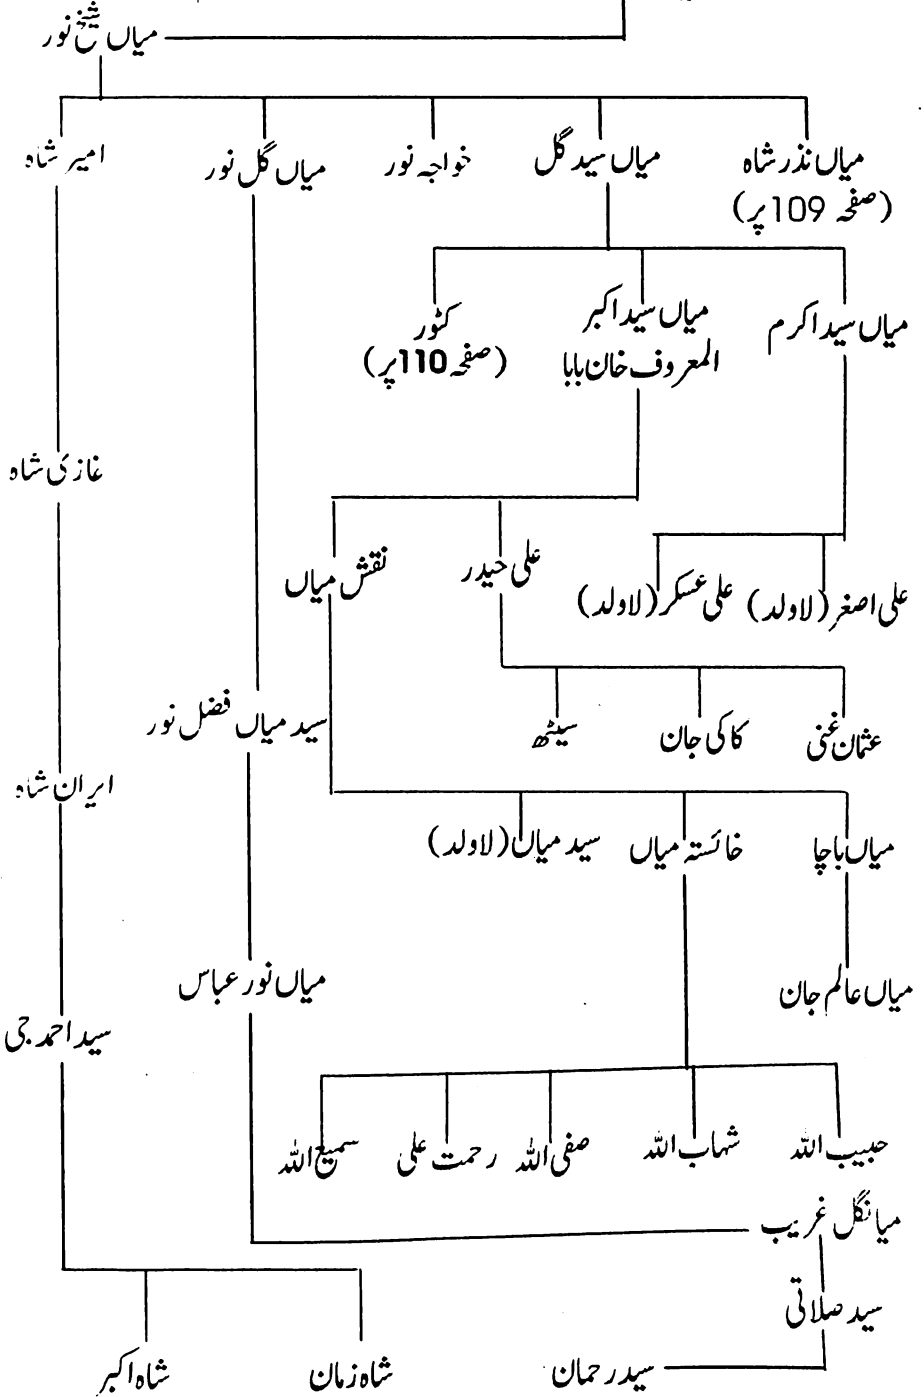 میاں شیخ نور
میاں نذر شاہ میاں سید گل خواجہ نور میاں گل نور امیر شاہ
(صفحہ 109 پر)
میاں سید اکرم میاں سید اکبر کٹور
المعروف خان بابا (صفحہ 110 پر)
غازی شاہ
علی حیدر نقش میاں
علی اصغر (لاولد) علی عسکر (لاولد)
سید میاں فضل نور
عثمان غنی کاکی جان سیٹھ
ایران شاہ
میاں باچا خائستہ میاں سید میاں (لاولد)
میاں نور عباس
میاں عالم جان
سید احمد جی
حبیب اللہ شہاب اللہ صفی اللہ رحمت علی سمیع اللہ
میانگل غریب
سید صلاتی
سید رحمان شاہ زمان شاہ اکبر